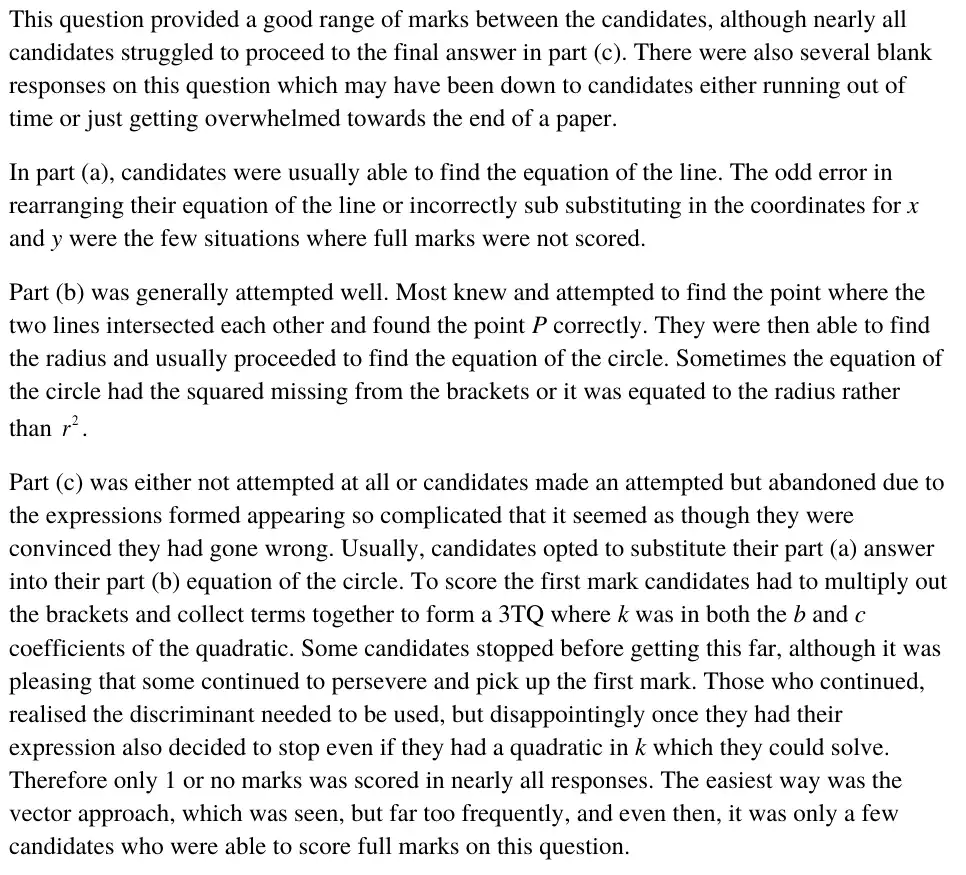 This question provided a good range of marks between the candidates, although nearly all
candidates struggled to proceed to the final answer in part (c). There were also several blank
responses on this question which may have been down to candidates either running out of
time or just getting overwhelmed towards the end of a paper.
In part (a), candidates were usually able to find the equation of the line. The odd error in
rearranging their equation of the line or incorrectly sub substituting in the coordinates for x
and y were the few situations where full marks were not scored.
Part (b) was generally attempted well. Most knew and attempted to find the point where the
two lines intersected each other and found the point P correctly. They were then able to find
the radius and usually proceeded to find the equation of the circle. Sometimes the equation of
the circle had the squared missing from the brackets or it was equated to the radius rather
than r².
Part (c) was either not attempted at all or candidates made an attempted but abandoned due to
the expressions formed appearing so complicated that it seemed as though they were
convinced they had gone wrong. Usually, candidates opted to substitute their part (a) answer
into their part (b) equation of the circle. To score the first mark candidates had to multiply out
the brackets and collect terms together to form a 3TQ where k was in both the b and c
coefficients of the quadratic. Some candidates stopped before getting this far, although it was
pleasing that some continued to persevere and pick up the first mark. Those who continued,
realised the discriminant needed to be used, but disappointingly once they had their
expression also decided to stop even if they had a quadratic in k which they could solve.
Therefore only 1 or no marks was scored in nearly all responses. The easiest way was the
vector approach, which was seen, but far too frequently, and even then, it was only a few
candidates who were able to score full marks on this question.